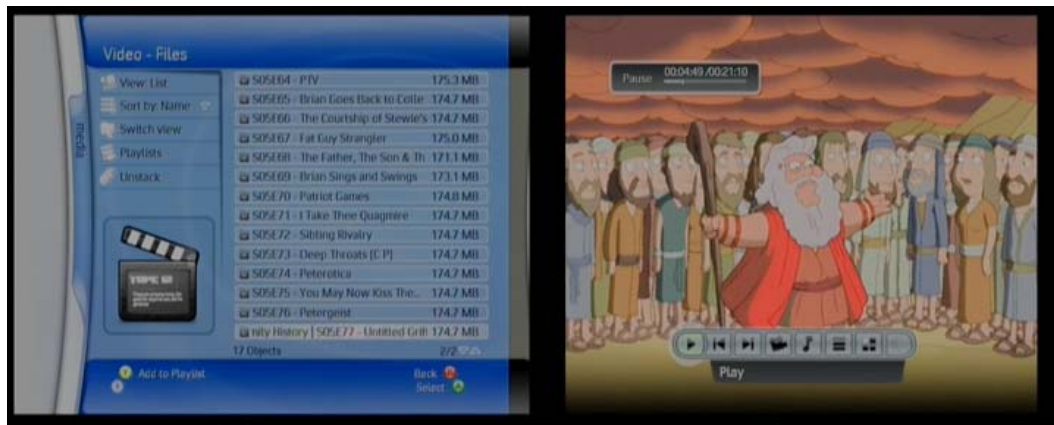 Video - Files
media
View: List
Sort by: Name
Switch view
Playlists
Unstack
S05E64 - PTV 175.3 MB
S05E65 - Brian Goes Back to Colle 174.7 MB
S05E66 - The Courtship of Stewie's 174.7 MB
S05E67 - Fat Guy Strangler 175.0 MB
S05E68 - The Father, The Son & Th 171.1 MB
S05E69 - Brian Sings and Swings 173.1 MB
S05E70 - Patriot Games 174.8 MB
S05E71 - I Take Thee Quagmire 174.7 MB
S05E72 - Sibling Rivalry 174.7 MB
S05E73 - Deep Throats [C P] 174.7 MB
S05E74 - Peterotica 174.7 MB
S05E75 - You May Now Kiss The... 174.7 MB
S05E76 - Petergeist 174.7 MB
nity History | S05E77 - Untitled Grif 174.7 MB
17 Objects 2/2
Y Add to Playlist
Back B
Select A
Pause 00:04:49/00:21:10
Play